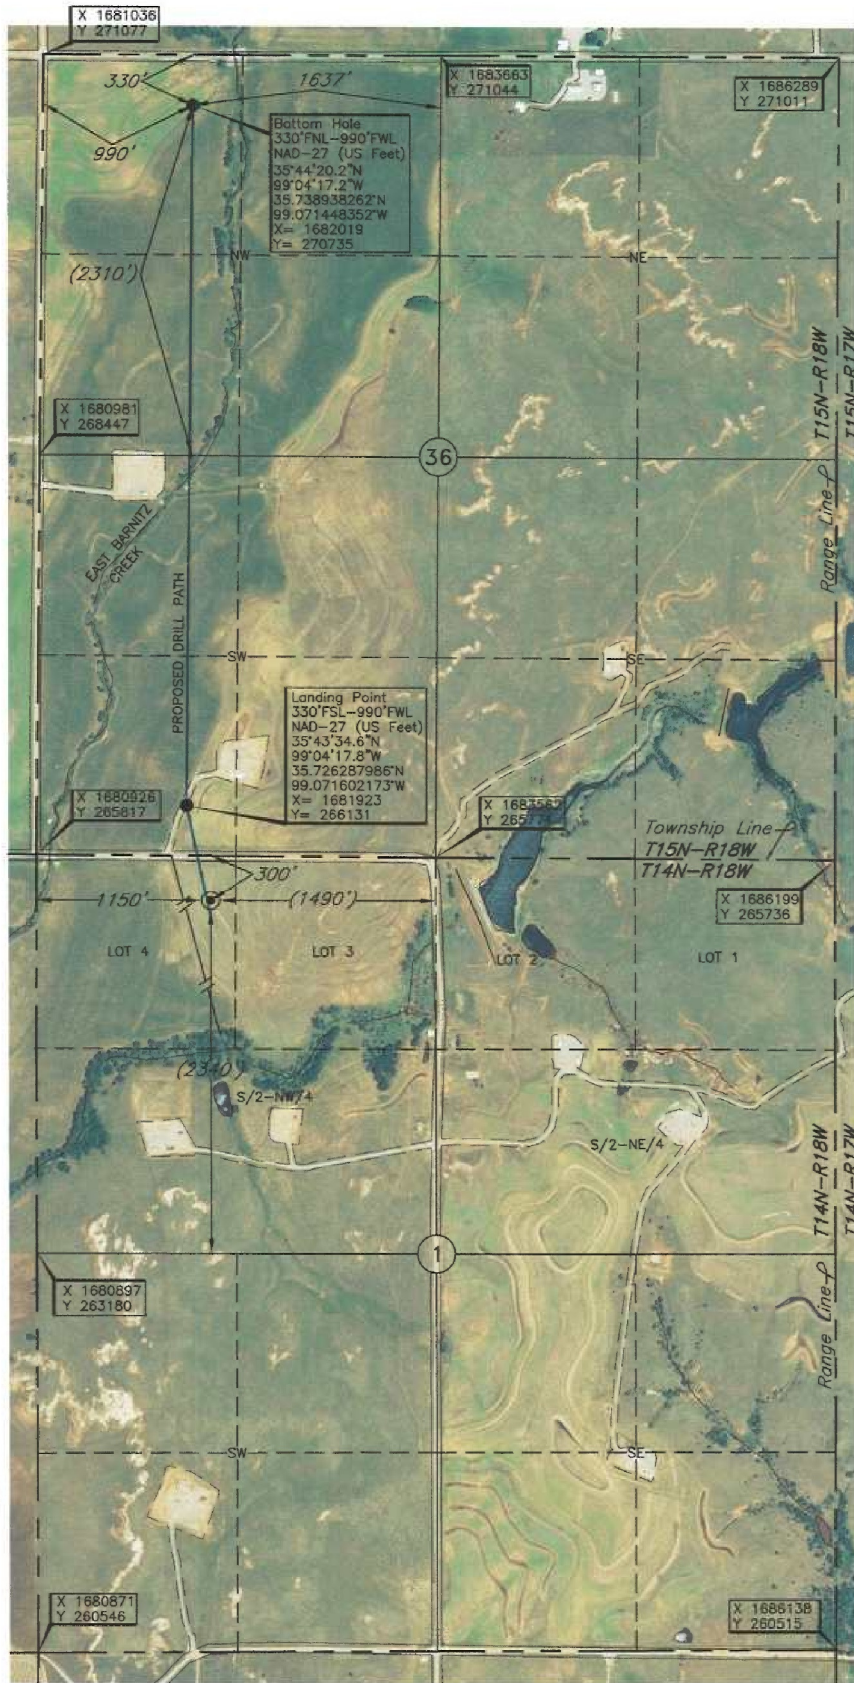 X 1681036
Y 271077
330'
1637'
X 1683663
Y 271044
X 1686289
Y 271011
990'
Bottom Hole
330'FNL-990'FWL
NAD-27 (US Feet)
35°44'20.2"N
99°04'17.2"W
35.738938262°N
99.071448352°W
X= 1682019
Y= 270735
NW
NE
(2310')
T15N-R18W
T15N-R17W
X 1680981
Y 268447
36
Range Line
EAST BARNITZ
CREEK
PROPOSED DRILL PATH
SW
SE
Landing Point
330'FSL-990'FWL
NAD-27 (US Feet)
35°43'34.6"N
99°04'17.8"W
35.726287986°N
99.071602173°W
X= 1681923
Y= 266131
X 1680926
Y 265817
X
Y
Township Line
T15N-R18W
T14N-R18W
300'
1150'
(1490')
X 1686199
Y 265736
LOT 4
LOT 3
LOT 2
LOT 1
(2340')
S/2-NW/4
S/2-NE/4
T14N-R18W
T14N-R17W
1
X 1680897
Y 263180
Range Line
SW
SE
X 1680871
Y 260546
X 1686138
Y 260515